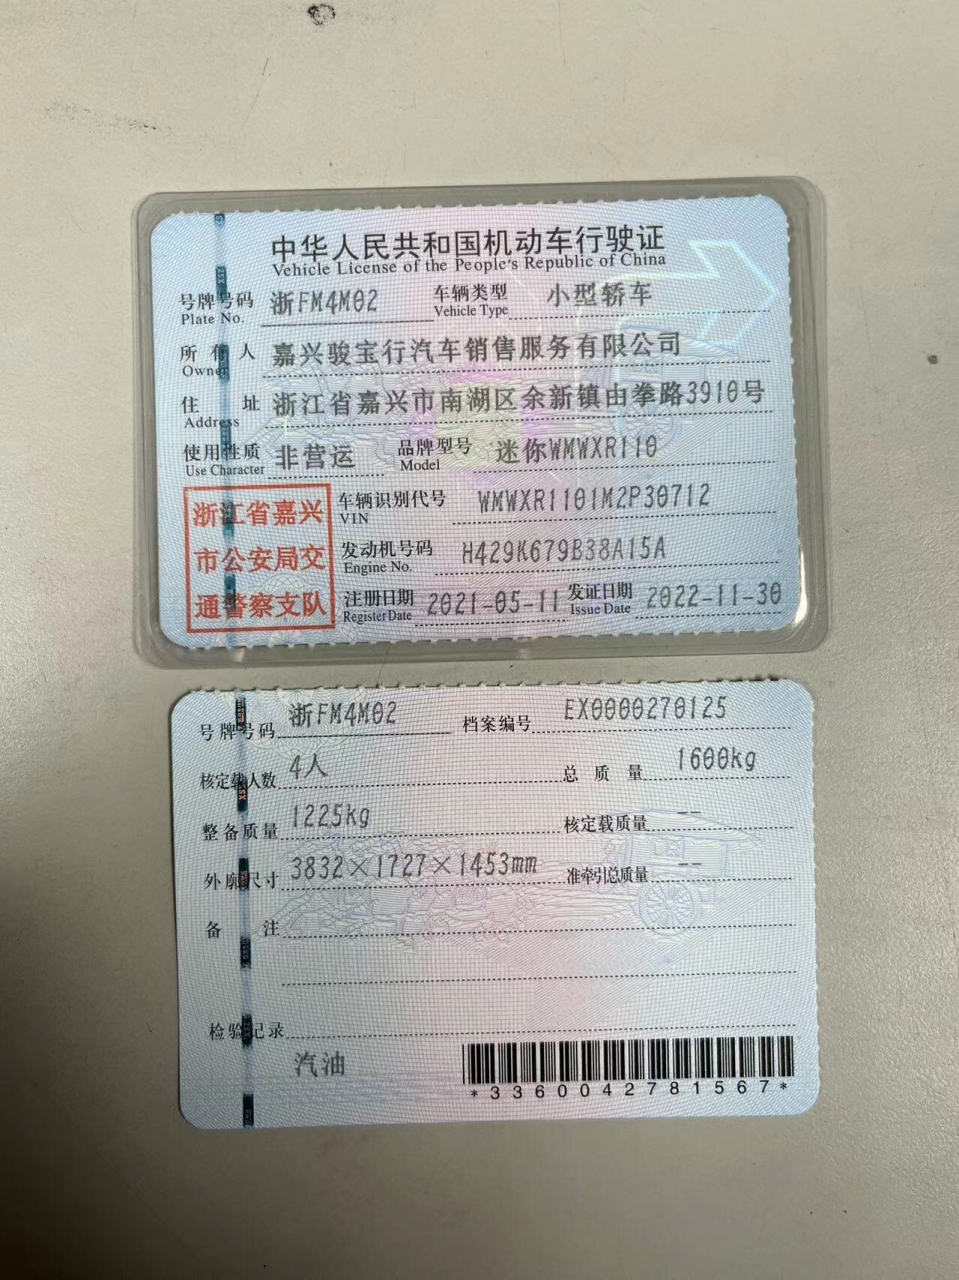 中华人民共和国机动车行驶证
Vehicle License of the People's Republic of China
号牌号码 浙FM4M02 车辆类型 小型轿车
Plate No. Vehicle Type
所有人 嘉兴骏宝行汽车销售服务有限公司
Owner
住址 浙江省嘉兴市南湖区余新镇由拳路3910号
Address
使用性质 非营运 品牌型号 迷你WMWXR110
Use Character Model
浙江省嘉兴
市公安局交
通警察支队
车辆识别代号 WMWXR1101M2P30712
VIN
发动机号码 H429K679B38A15A
Engine No.
注册日期 2021-05-11 发证日期 2022-11-30
Register Date Issue Date
号牌号码 浙FM4M02 档案编号 EX0000270125
核定载人数 4人 总质量 1600kg
整备质量 1225kg 核定载质量 --
外廓尺寸 3832×1727×1453mm 准牵引总质量 --
备注
检验记录
汽油
*3360042781567*